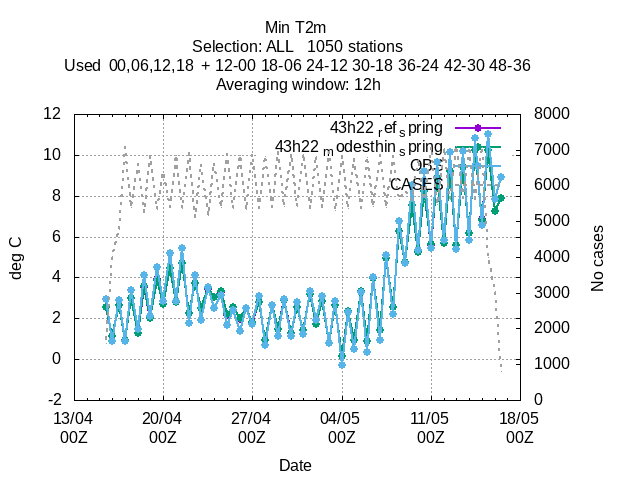 Min T2m
Selection: ALL 1050 stations
Used 00,06,12,18 + 12-00 18-06 24-12 30-18 36-24 42-30 48-36
Averaging window: 12h
43h22_ref_spring
43h22_modesthin_spring
OBS
CASES
12
10
8
6
4
2
0
-2
deg C
8000
7000
6000
5000
4000
3000
2000
1000
0
No cases
13/04 20/04 27/04 04/05 11/05 18/05
00Z 00Z 00Z 00Z 00Z 00Z
Date